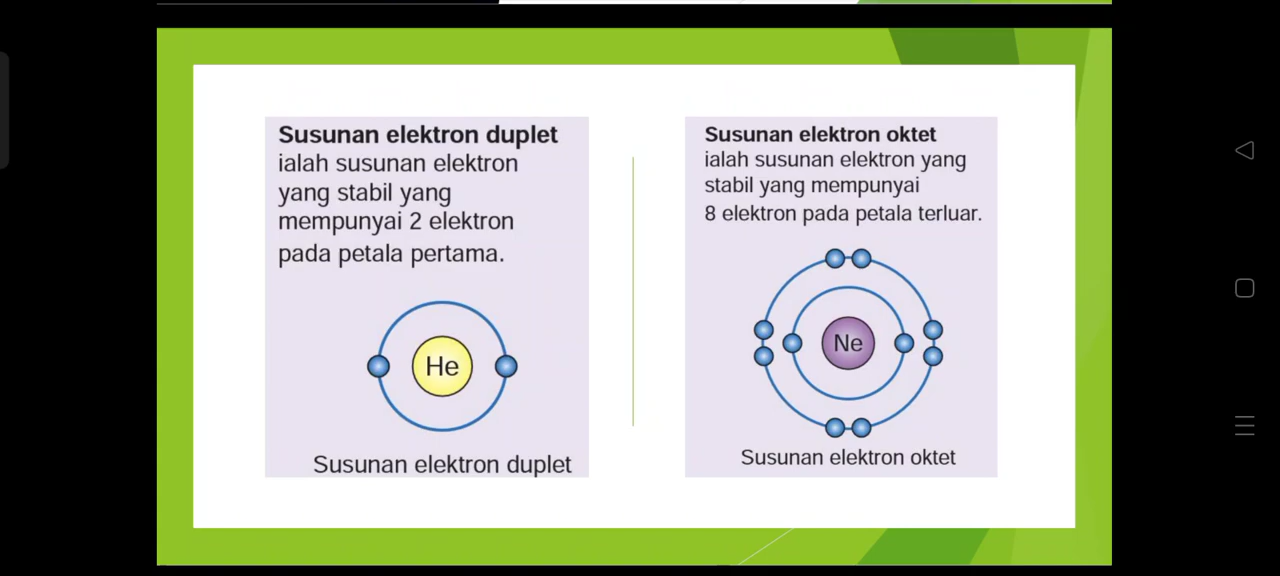 Susunan elektron duplet
ialah susunan elektron
yang stabil yang
mempunyai 2 elektron
pada petala pertama.
He
Susunan elektron duplet
Susunan elektron oktet
ialah susunan elektron yang
stabil yang mempunyai
8 elektron pada petala terluar.
Ne
Susunan elektron oktet